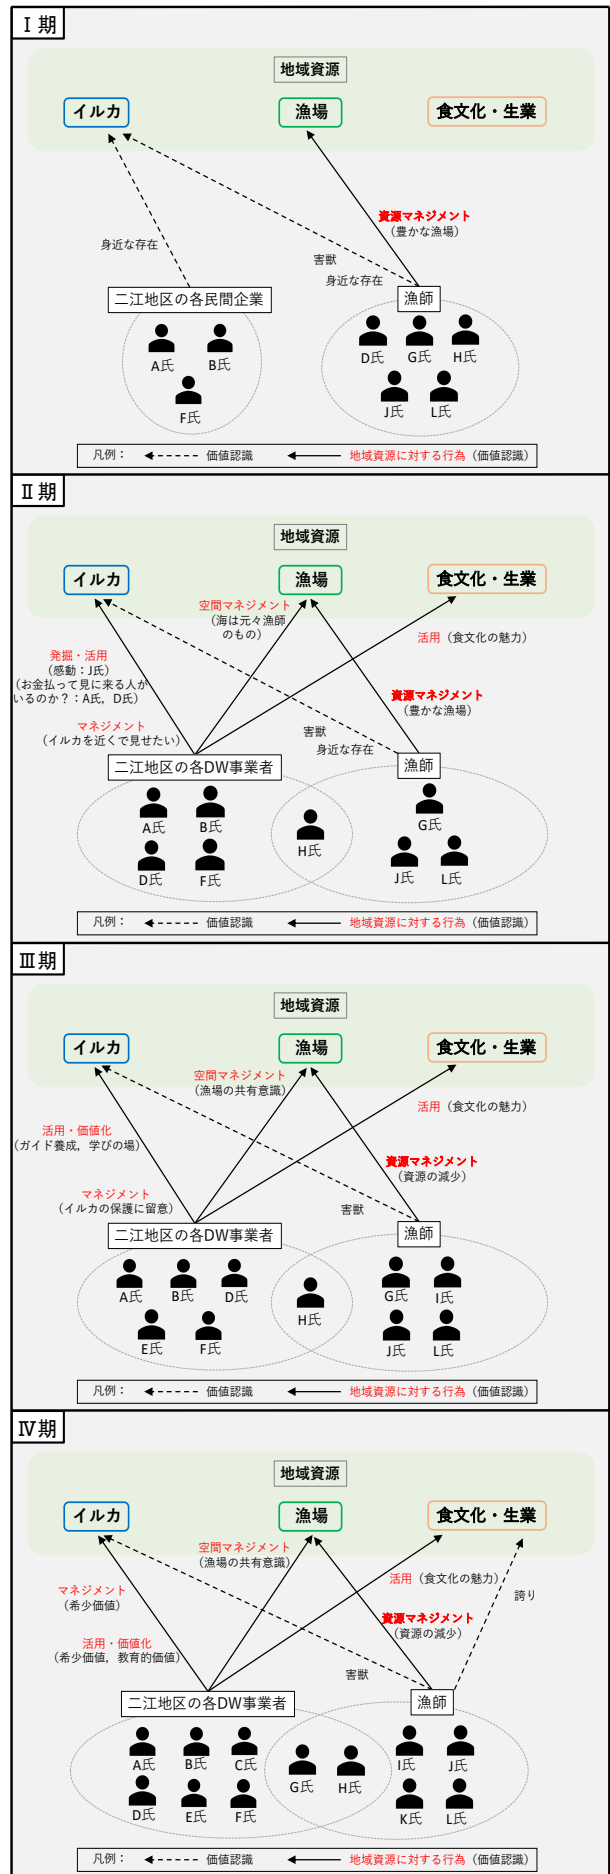 Ⅰ期
地域資源
イルカ
漁場
食文化・生業
資源マネジメント
(豊かな漁場)
身近な存在
害獣
身近な存在
二江地区の各民間企業
漁師
A氏
B氏
F氏
D氏
G氏
H氏
J氏
L氏
凡例： 価値認識 地域資源に対する行為(価値認識)
Ⅱ期
地域資源
イルカ
漁場
食文化・生業
空間マネジメント
(海は元々漁師
のもの)
活用(食文化の魅力)
発掘・活用
(感動：J氏)
(お金払って見に来る人が
いるのか？：A氏，D氏)
資源マネジメント
(豊かな漁場)
マネジメント
(イルカを近くで見せたい)
害獣
身近な存在
二江地区の各DW事業者
漁師
A氏
B氏
D氏
F氏
H氏
G氏
J氏
L氏
凡例： 価値認識 地域資源に対する行為(価値認識)
Ⅲ期
地域資源
イルカ
漁場
食文化・生業
空間マネジメント
(漁場の共有意識)
活用(食文化の魅力)
活用・価値化
(ガイド養成，学びの場)
資源マネジメント
(資源の減少)
マネジメント
(イルカの保護に留意)
害獣
二江地区の各DW事業者
漁師
A氏
B氏
D氏
E氏
F氏
H氏
G氏
I氏
J氏
L氏
凡例： 価値認識 地域資源に対する行為(価値認識)
Ⅳ期
地域資源
イルカ
漁場
食文化・生業
空間マネジメント
(漁場の共有意識)
活用(食文化の魅力)
マネジメント
(希少価値)
誇り
資源マネジメント
(資源の減少)
活用・価値化
(希少価値，教育的価値)
害獣
二江地区の各DW事業者
漁師
A氏
B氏
C氏
D氏
E氏
F氏
G氏
H氏
I氏
J氏
K氏
L氏
凡例： 価値認識 地域資源に対する行為(価値認識)